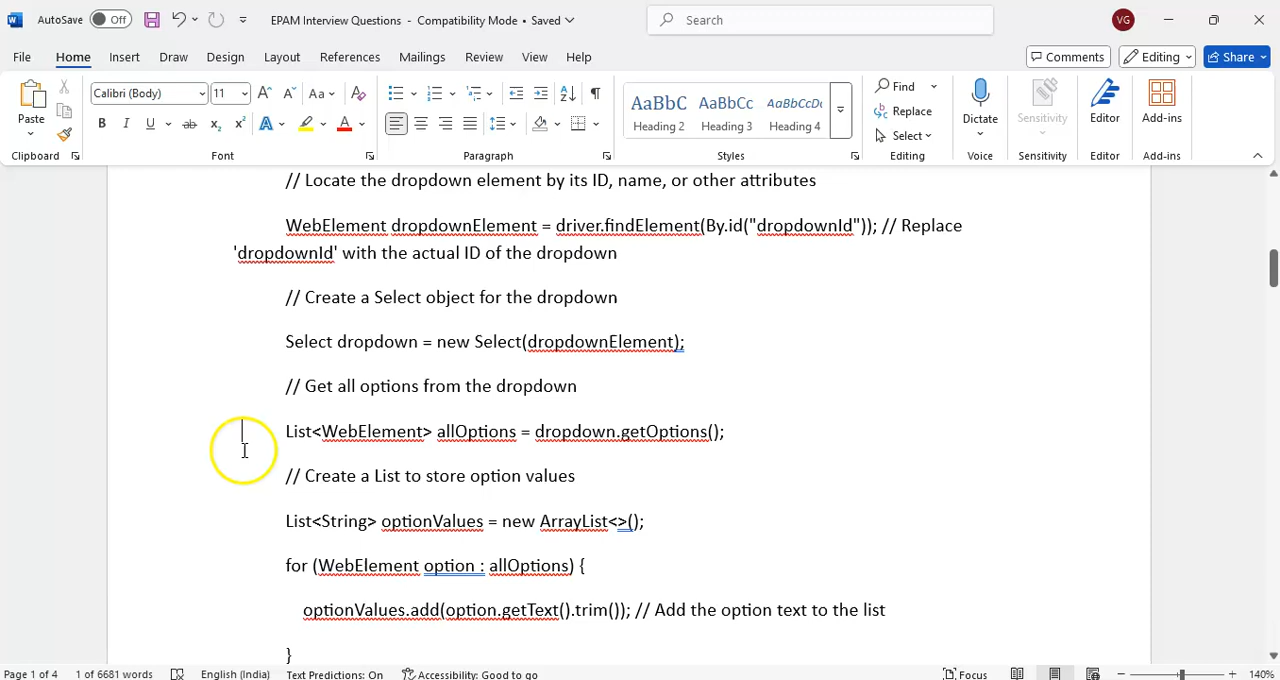 AutoSave Off EPAM Interview Questions - Compatibility Mode • Saved Search VG
File Home Insert Draw Design Layout References Mailings Review View Help Comments Editing Share
Calibri (Body) 11 A A Aa A AaBbC AaBbCc AaBbCcDc Find
Paste B I U ab x₂ x² A A Heading 2 Heading 3 Heading 4 Replace Dictate Sensitivity Editor Add-ins
Select
Clipboard Font Paragraph Styles Editing Voice Sensitivity Editor Add-ins
// Locate the dropdown element by its ID, name, or other attributes
WebElement dropdownElement = driver.findElement(By.id("dropdownId")); // Replace
'dropdownId' with the actual ID of the dropdown
// Create a Select object for the dropdown
Select dropdown = new Select(dropdownElement);
// Get all options from the dropdown
List<WebElement> allOptions = dropdown.getOptions();
// Create a List to store option values
List<String> optionValues = new ArrayList<>();
for (WebElement option : allOptions) {
optionValues.add(option.getText().trim()); // Add the option text to the list
}
Page 1 of 4 1 of 6681 words English (India) Text Predictions: On Accessibility: Good to go Focus 140%